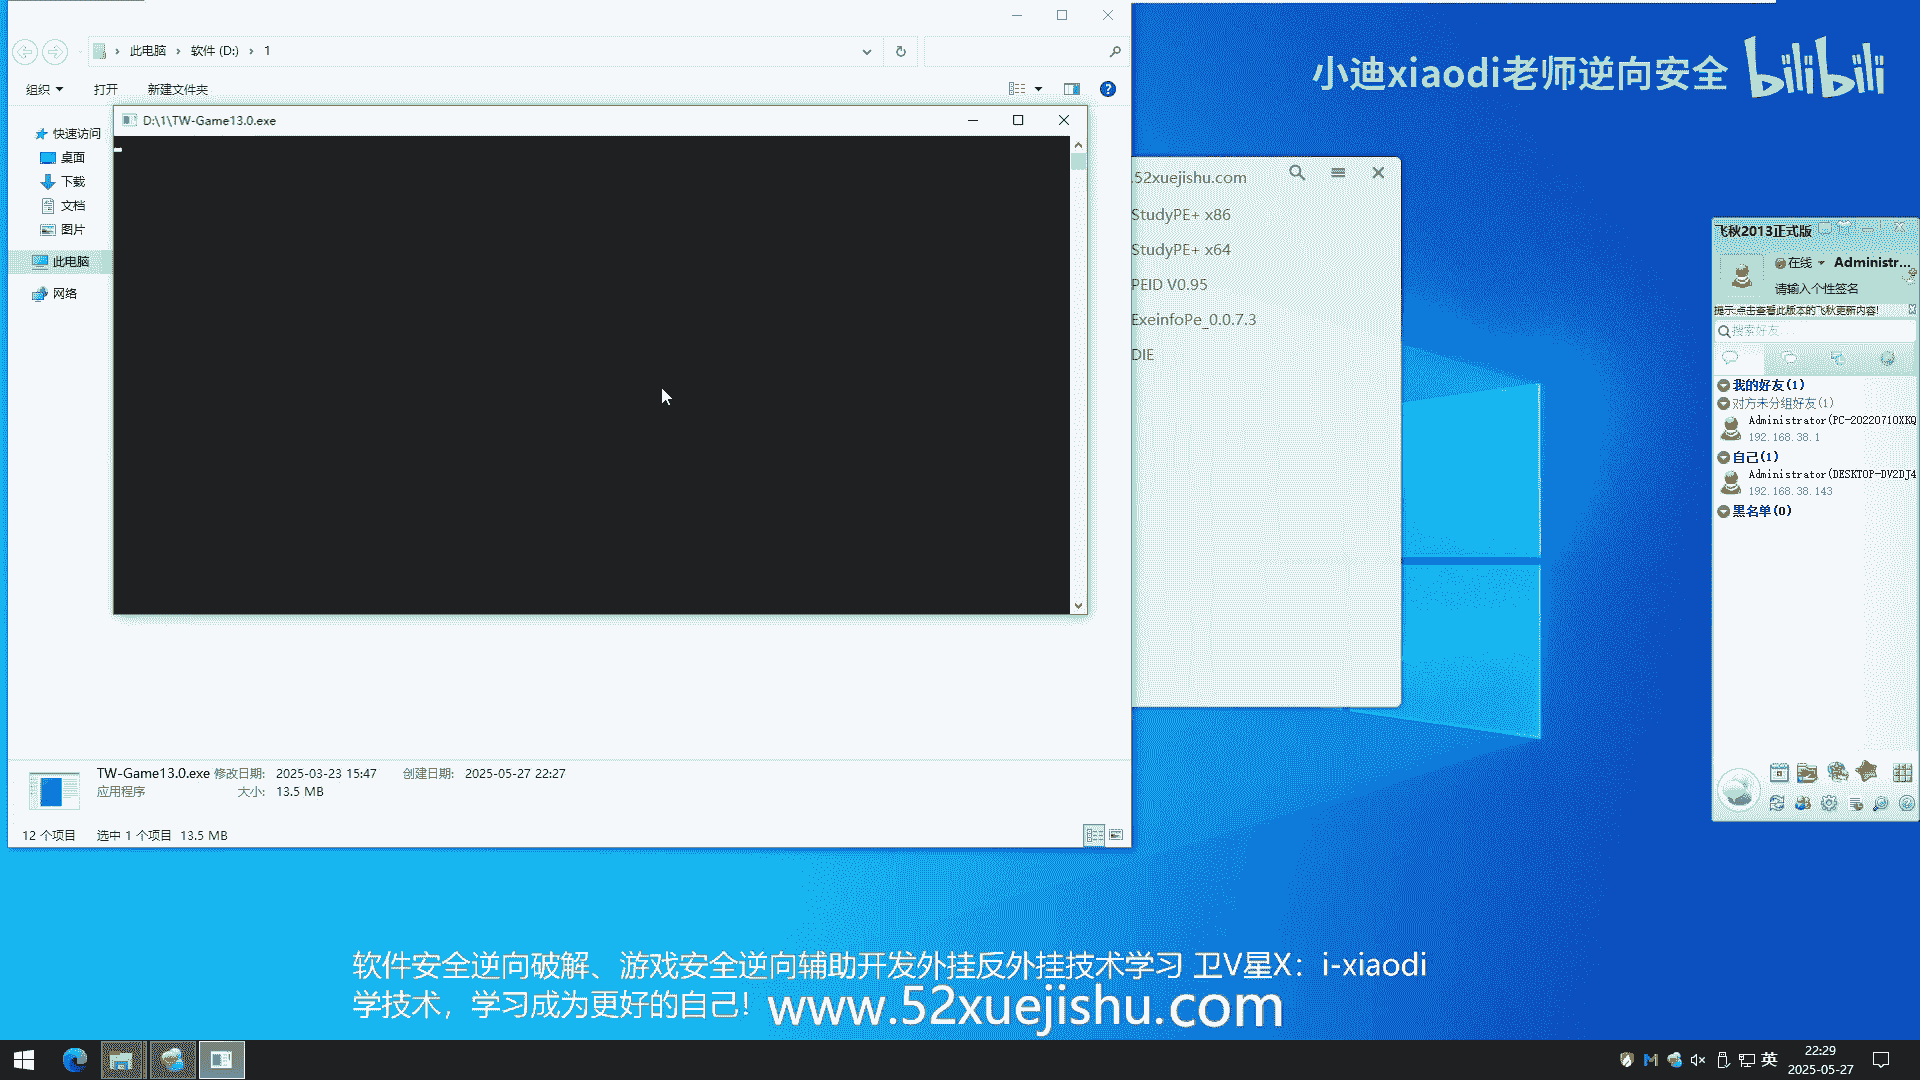 此电脑 › 软件 (D:) › 1
组织 打开 新建文件夹
快速访问
桌面
下载
文档
图片
此电脑
网络
D:\1\TW-Game13.0.exe
TW-Game13.0.exe 修改日期: 2025-03-23 15:47 创建日期: 2025-05-27 22:27
应用程序 大小: 13.5 MB
12 个项目 选中 1 个项目 13.5 MB
小迪xiaodi老师逆向安全 bilibili
.52xuejishu.com
StudyPE+ x86
StudyPE+ x64
PEID V0.95
ExeinfoPe_0.0.7.3
DIE
飞秋2013正式版
在线 Administr...
请输入个性签名
提示:点击查看此版本的飞秋更新内容!
搜索好友...
我的好友(1)
对方未分组好友(1)
Administrator(PC-20220710XKQ
192.168.38.1
自己(1)
Administrator(DESKTOP-DV2DJ4
192.168.38.143
黑名单(0)
软件安全逆向破解、游戏安全逆向辅助开发外挂反外挂技术学习 卫V星X：i-xiaodi
学技术，学习成为更好的自己！www.52xuejishu.com
英
22:29
2025-05-27